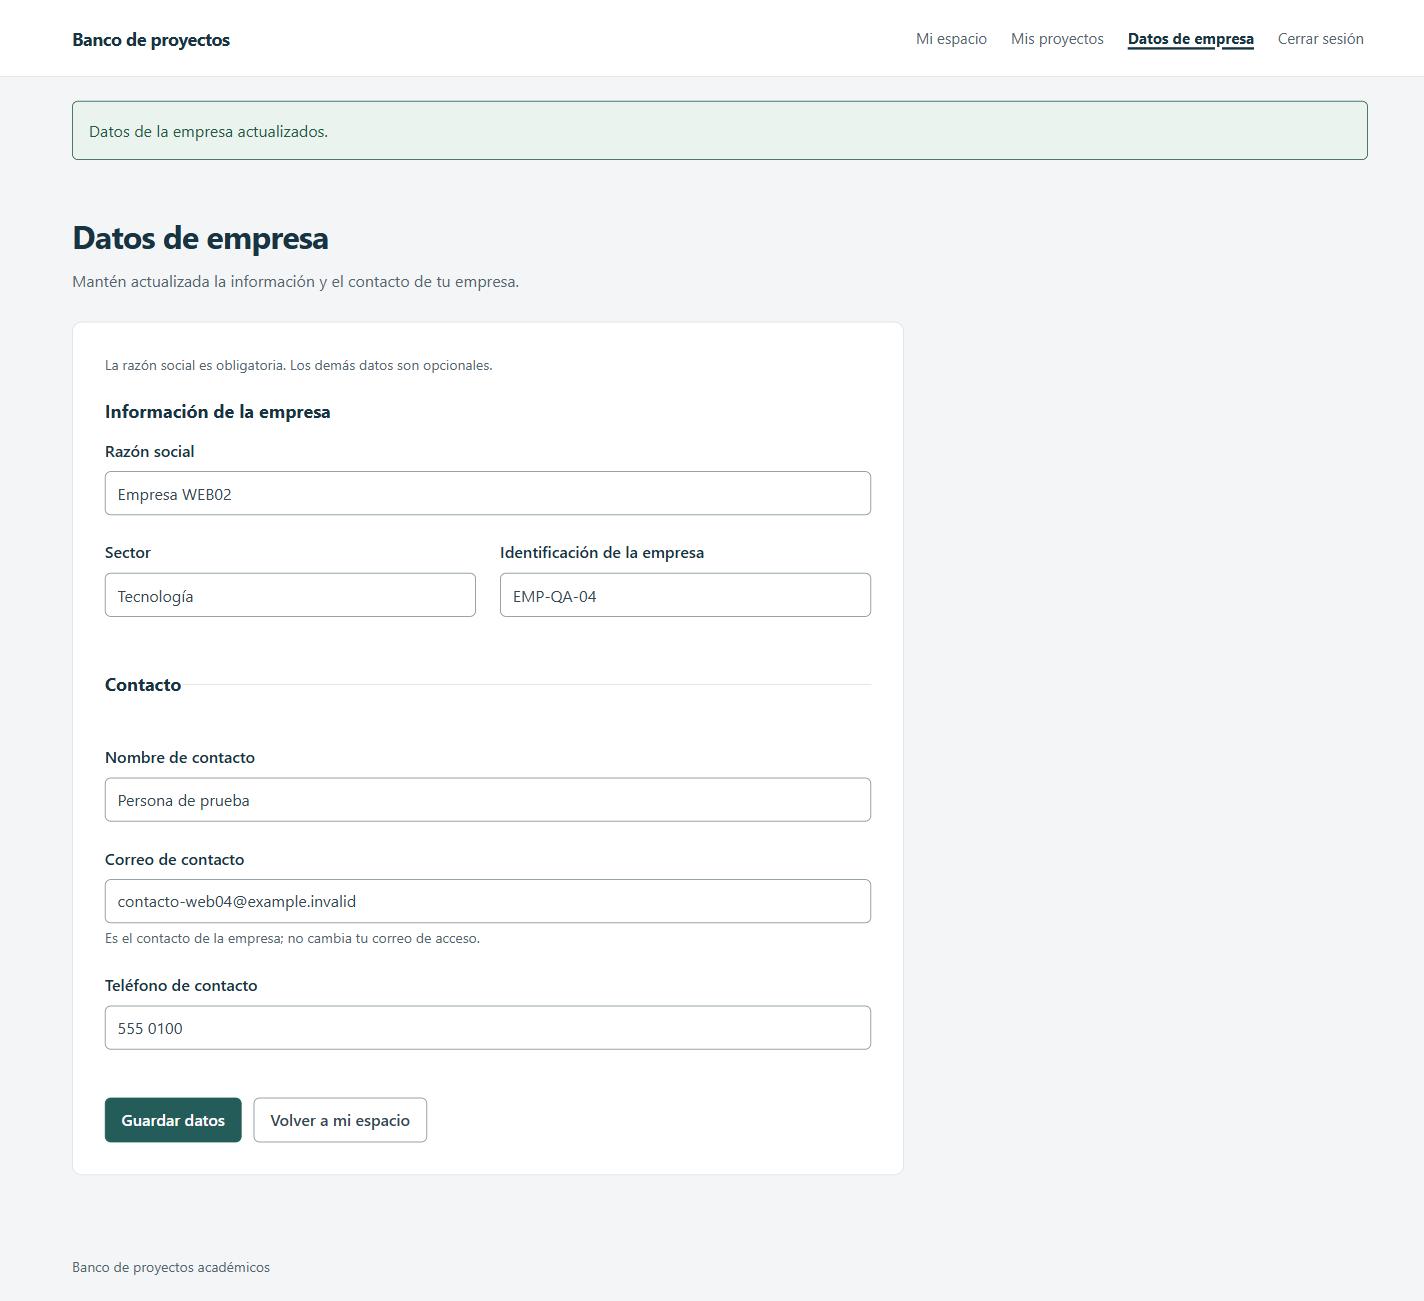 Banco de proyectos
Mi espacio
Mis proyectos
Datos de empresa
Cerrar sesión
Datos de la empresa actualizados.
Datos de empresa
Mantén actualizada la información y el contacto de tu empresa.
La razón social es obligatoria. Los demás datos son opcionales.
Información de la empresa
Razón social
Empresa WEB02
Sector
Identificación de la empresa
Tecnología
EMP-QA-04
Contacto
Nombre de contacto
Persona de prueba
Correo de contacto
contacto-web04@example.invalid
Es el contacto de la empresa; no cambia tu correo de acceso.
Teléfono de contacto
555 0100
Guardar datos
Volver a mi espacio
Banco de proyectos académicos